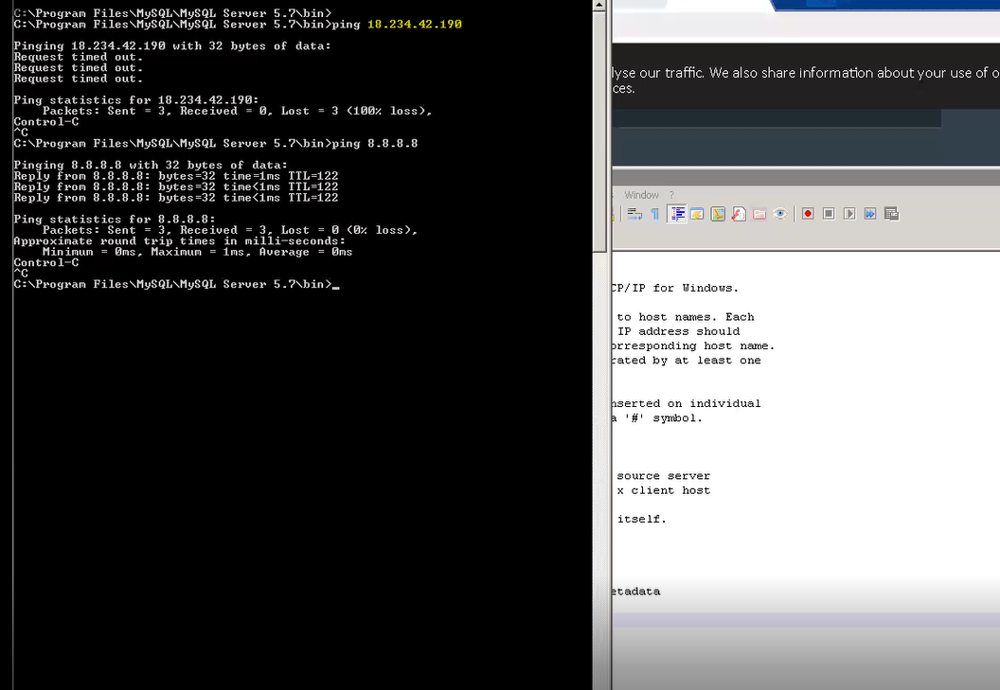 C:\Program Files\MySQL\MySQL Server 5.7\bin>
C:\Program Files\MySQL\MySQL Server 5.7\bin>ping 18.234.42.190
Pinging 18.234.42.190 with 32 bytes of data:
Request timed out.
Request timed out.
Request timed out.
Ping statistics for 18.234.42.190:
    Packets: Sent = 3, Received = 0, Lost = 3 (100% loss),
Control-C
^C
C:\Program Files\MySQL\MySQL Server 5.7\bin>ping 8.8.8.8
Pinging 8.8.8.8 with 32 bytes of data:
Reply from 8.8.8.8: bytes=32 time=1ms TTL=122
Reply from 8.8.8.8: bytes=32 time<1ms TTL=122
Reply from 8.8.8.8: bytes=32 time<1ms TTL=122
Ping statistics for 8.8.8.8:
    Packets: Sent = 3, Received = 3, Lost = 0 (0% loss),
Approximate round trip times in milli-seconds:
    Minimum = 0ms, Maximum = 1ms, Average = 0ms
Control-C
^C
C:\Program Files\MySQL\MySQL Server 5.7\bin>_
lyse our traffic. We also share information about your use of o
ces.
Window ?
CP/IP for Windows.
to host names. Each
IP address should
orresponding host name.
rated by at least one
nserted on individual
a '#' symbol.
source server
x client host
itself.
etadata